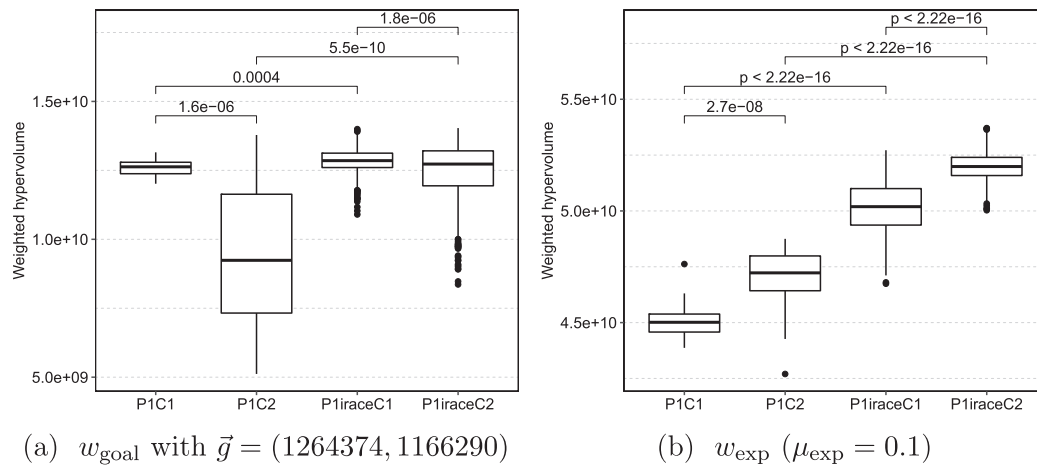 1.8e−06
5.5e−10
0.0004
1.6e−06
1.5e+10
1.0e+10
5.0e+09
Weighted hypervolume
P1C1 P1C2 P1iraceC1 P1iraceC2
(a) w_goal with g⃗ = (1264374, 1166290)
p < 2.22e−16
p < 2.22e−16
p < 2.22e−16
2.7e−08
5.5e+10
5.0e+10
4.5e+10
Weighted hypervolume
P1C1 P1C2 P1iraceC1 P1iraceC2
(b) w_exp (μ_exp = 0.1)